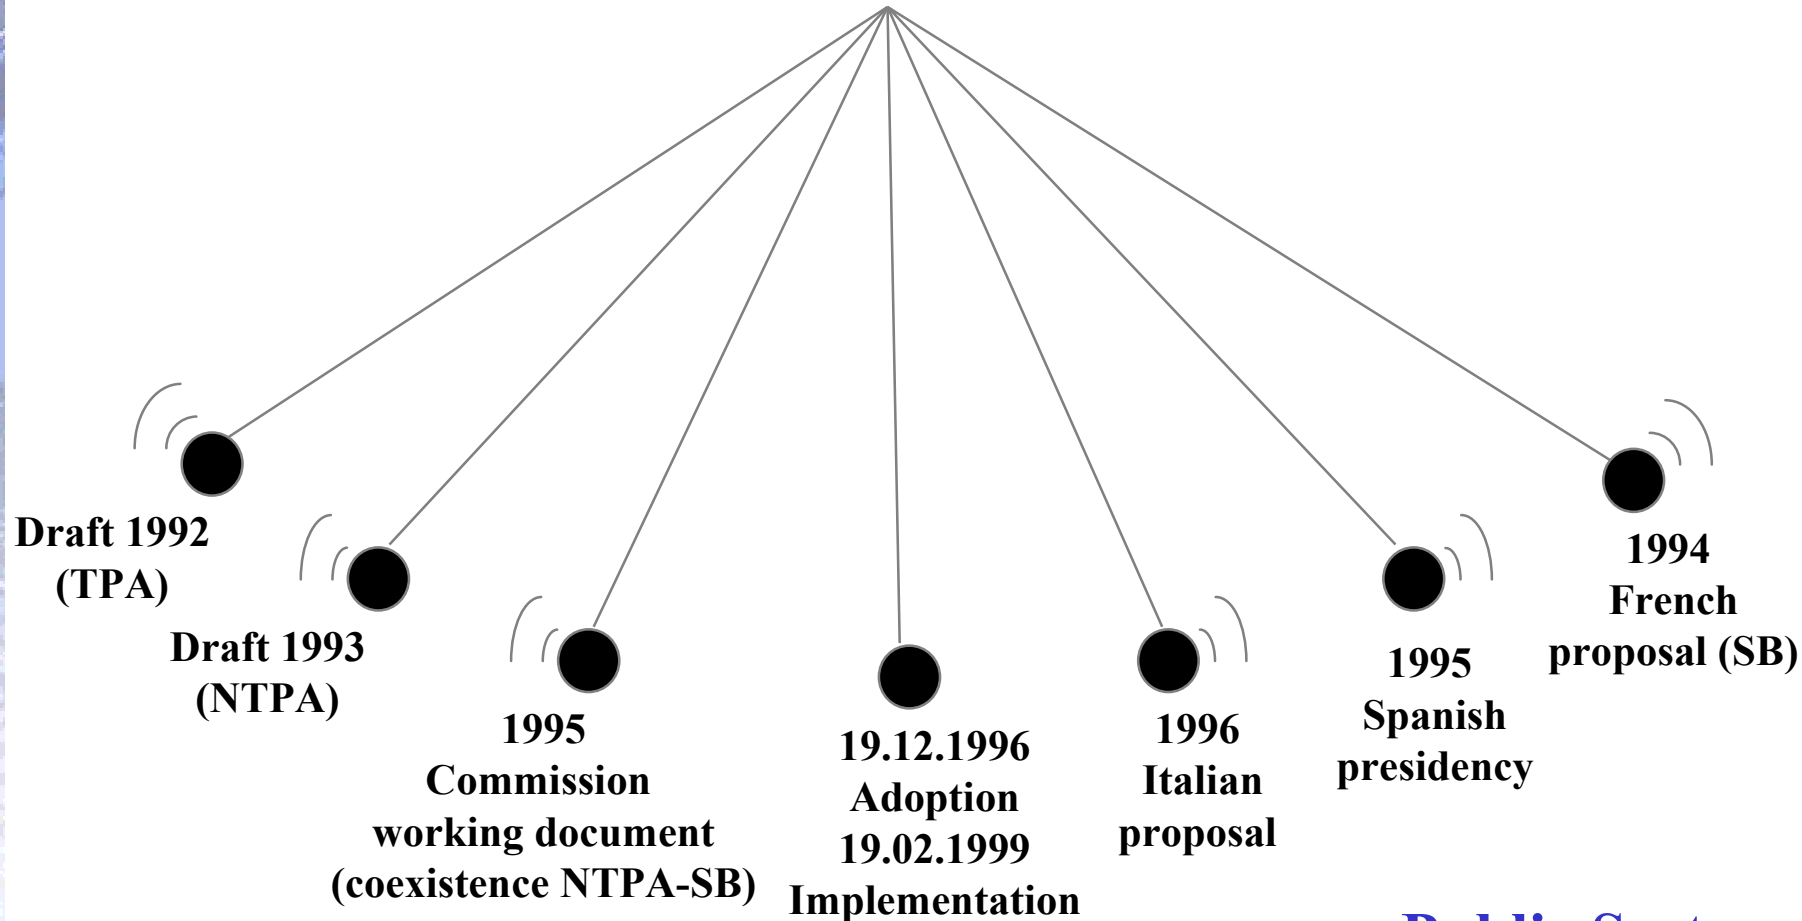 Draft 1992
(TPA)
Draft 1993
(NTPA)
1995
Commission
working document
(coexistence NTPA-SB)
19.12.1996
Adoption
19.02.1999
Implementation
1996
Italian
proposal
1995
Spanish
presidency
1994
French
proposal (SB)